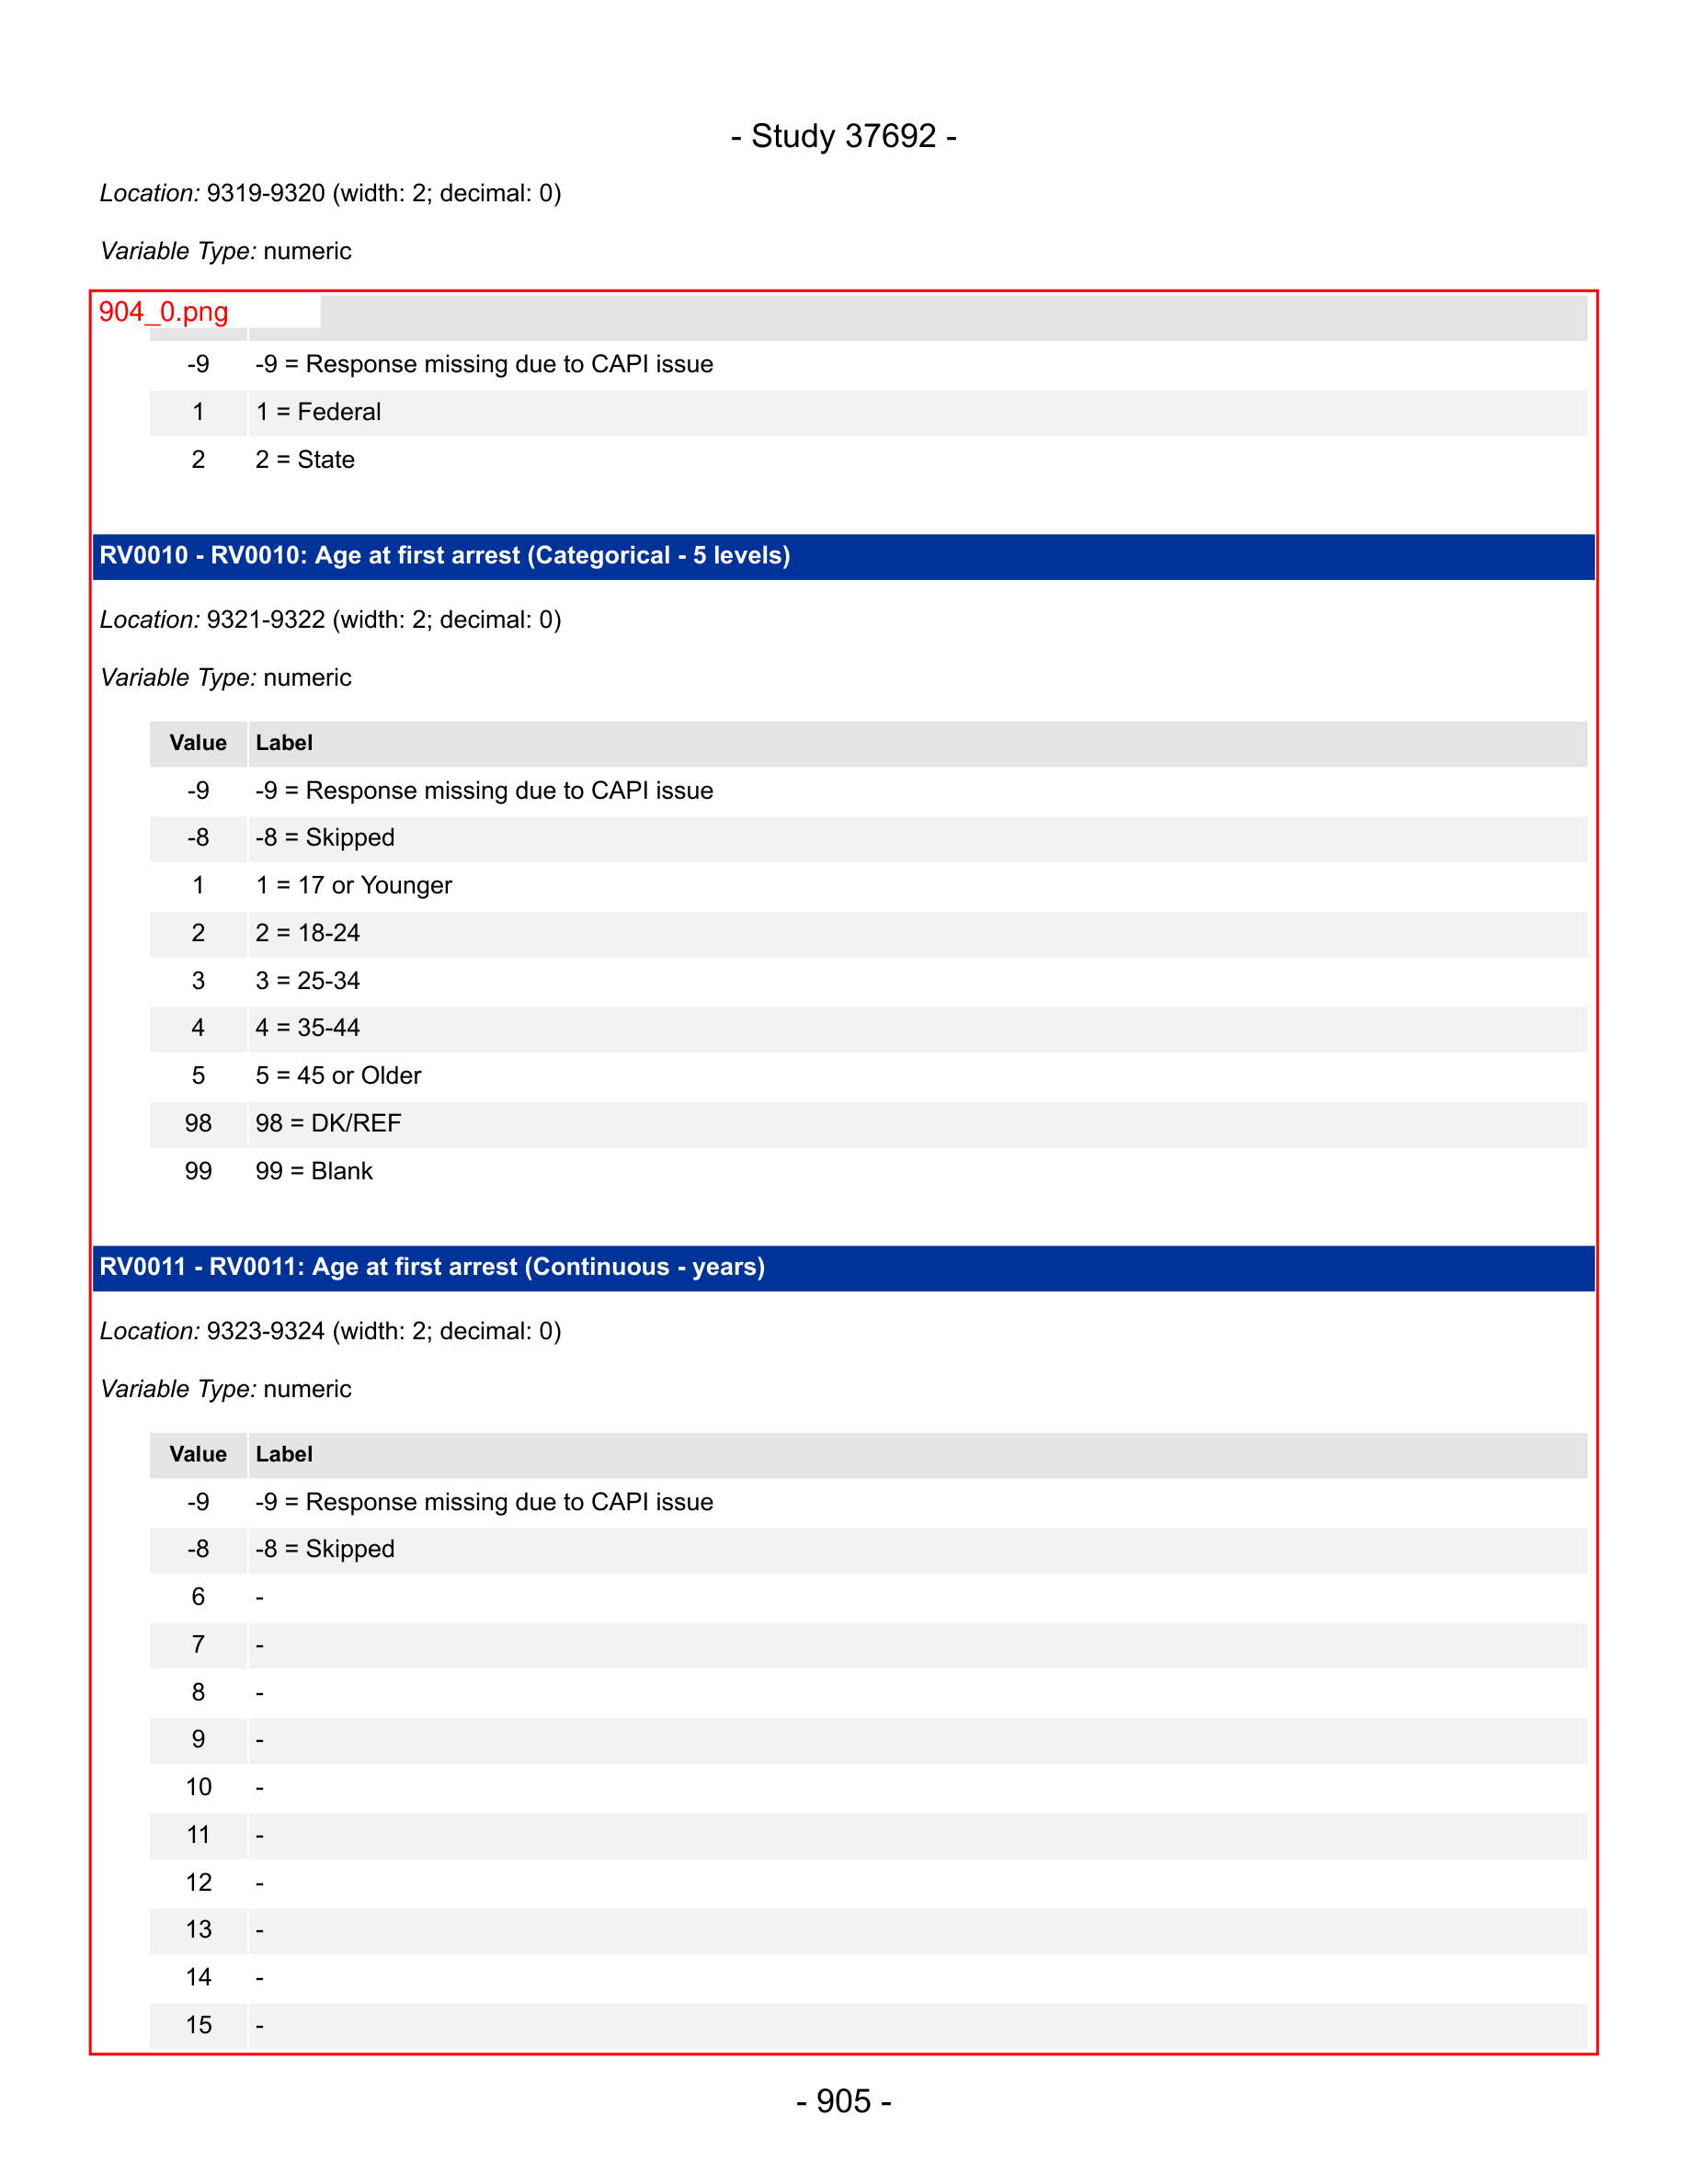 - Study 37692 -
Location: 9319-9320 (width: 2; decimal: 0)
Variable Type: numeric
904_0.png
-9 -9 = Response missing due to CAPI issue
1 1 = Federal
2 2 = State
RV0010 - RV0010: Age at first arrest (Categorical - 5 levels)
Location: 9321-9322 (width: 2; decimal: 0)
Variable Type: numeric
Value Label
-9 -9 = Response missing due to CAPI issue
-8 -8 = Skipped
1 1 = 17 or Younger
2 2 = 18-24
3 3 = 25-34
4 4 = 35-44
5 5 = 45 or Older
98 98 = DK/REF
99 99 = Blank
RV0011 - RV0011: Age at first arrest (Continuous - years)
Location: 9323-9324 (width: 2; decimal: 0)
Variable Type: numeric
Value Label
-9 -9 = Response missing due to CAPI issue
-8 -8 = Skipped
6 -
7 -
8 -
9 -
10 -
11 -
12 -
13 -
14 -
15 -
- 905 -